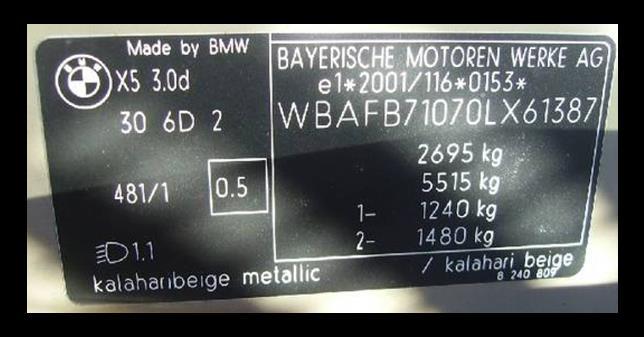 BMW
Made by BMW
X5 3.0d
30 6D 2
481/1
0.5
1.1
kalaharibeige metallic
BAYERISCHE MOTOREN WERKE AG
e1*2001/116*0153*
WBAFB71070LX61387
2695 kg
5515 kg
1- 1240 kg
2- 1480 kg
/ kalahari beige
8 240 809